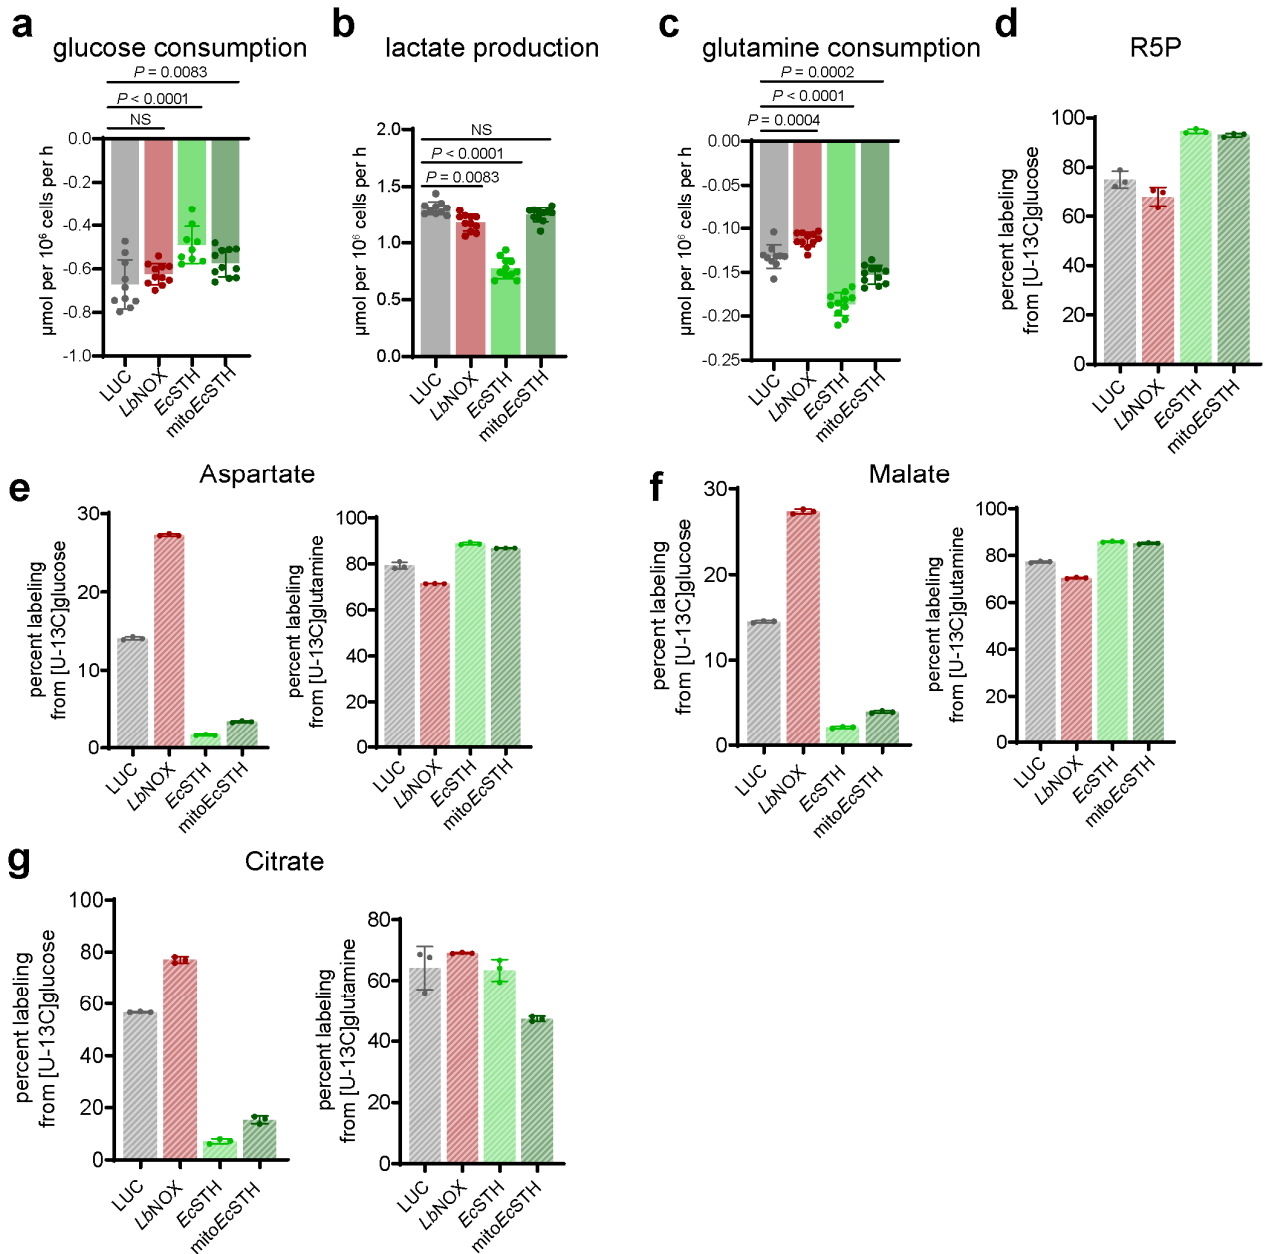 a
glucose consumption
P = 0.0083
P < 0.0001
NS
0.0
-0.2
-0.4
-0.6
-0.8
-1.0
µmol per 10⁶ cells per h
LUC
LbNOX
EcSTH
mitoEcSTH
b
lactate production
NS
P < 0.0001
P = 0.0083
2.0
1.5
1.0
0.5
0.0
µmol per 10⁶ cells per h
LUC
LbNOX
EcSTH
mitoEcSTH
c
glutamine consumption
P = 0.0002
P < 0.0001
P = 0.0004
0.00
-0.05
-0.10
-0.15
-0.20
-0.25
µmol per 10⁶ cells per h
LUC
LbNOX
EcSTH
mitoEcSTH
d
R5P
100
80
60
40
20
0
percent labeling
from [U-13C]glucose
LUC
LbNOX
EcSTH
mitoEcSTH
e
Aspartate
30
20
10
0
percent labeling
from [U-13C]glucose
LUC
LbNOX
EcSTH
mitoEcSTH
100
80
60
40
20
0
percent labeling
from [U-13C]glutamine
LUC
LbNOX
EcSTH
mitoEcSTH
f
Malate
30
20
10
0
percent labeling
from [U-13C]glucose
LUC
LbNOX
EcSTH
mitoEcSTH
100
80
60
40
20
0
percent labeling
from [U-13C]glutamine
LUC
LbNOX
EcSTH
mitoEcSTH
g
Citrate
100
80
60
40
20
0
percent labeling
from [U-13C]glucose
LUC
LbNOX
EcSTH
mitoEcSTH
80
60
40
20
0
percent labeling
from [U-13C]glutamine
LUC
LbNOX
EcSTH
mitoEcSTH